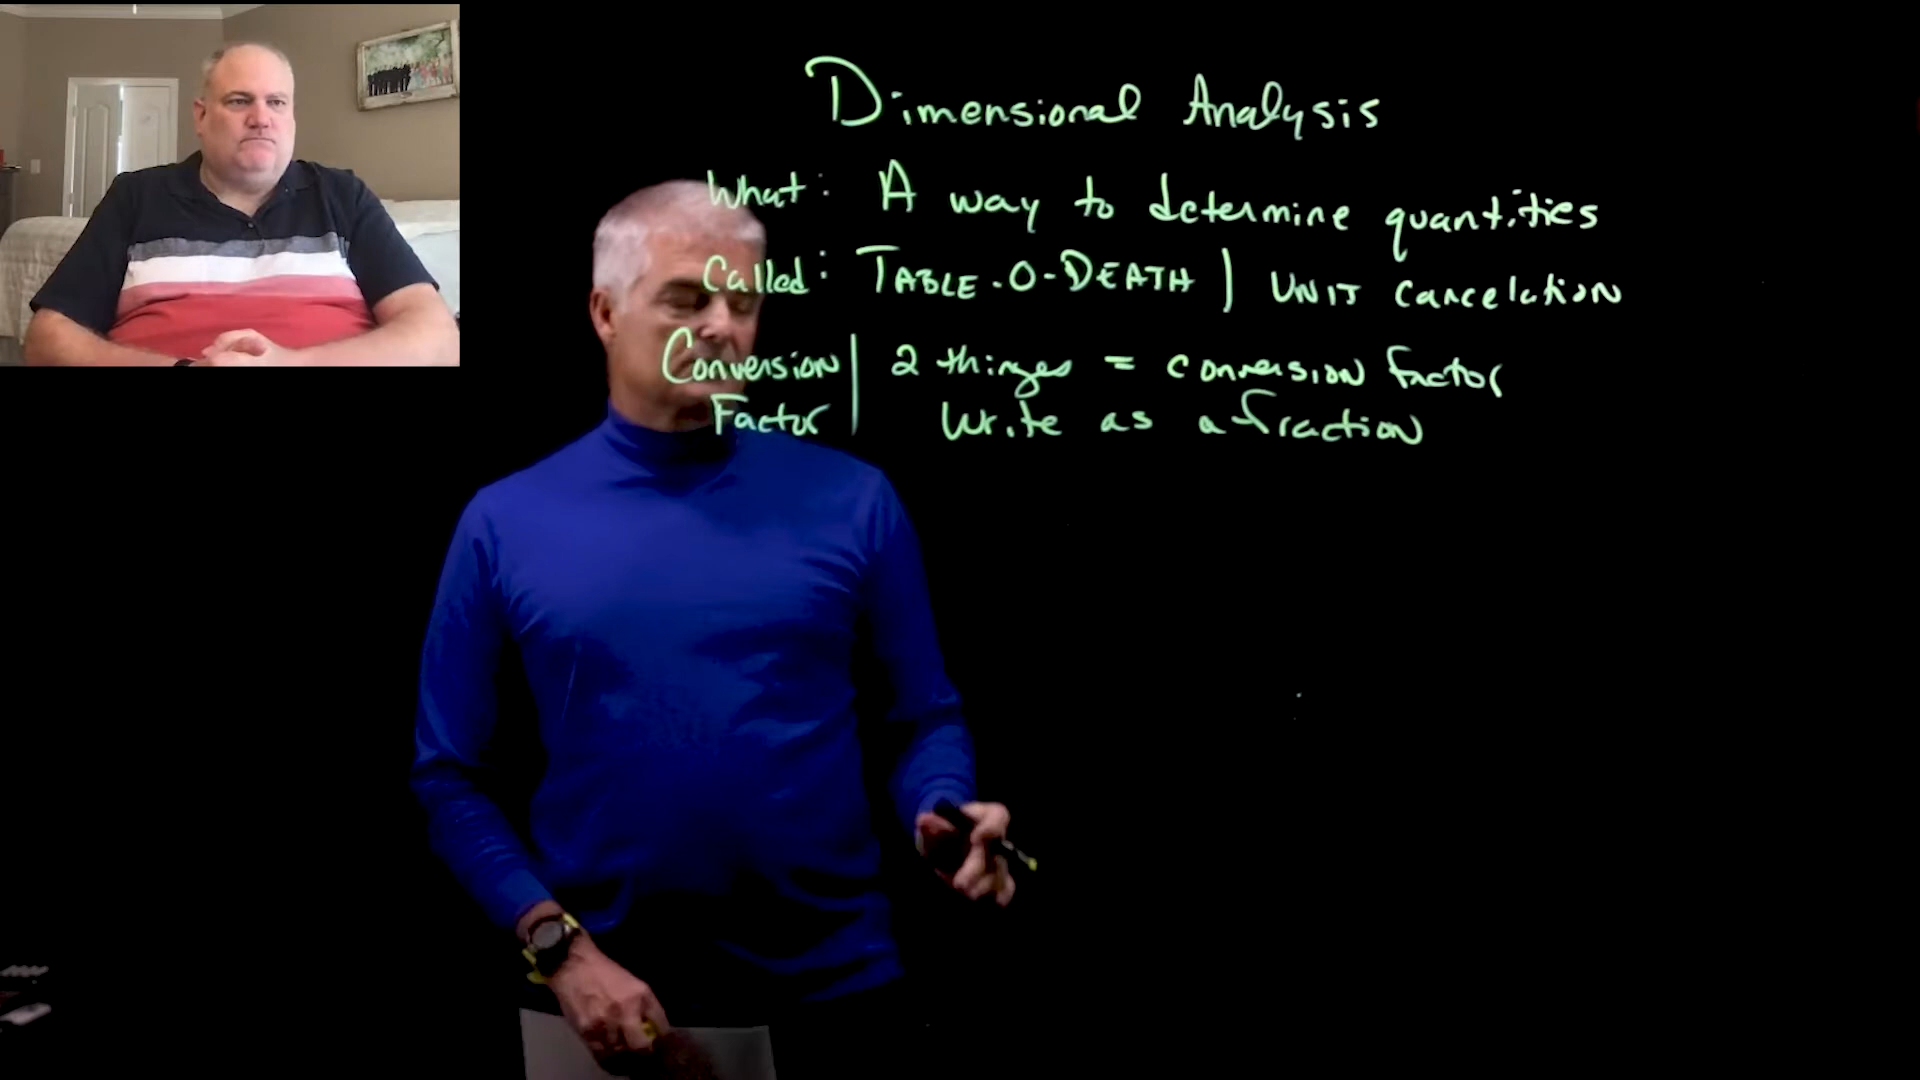 Dimensional Analysis
What: A way to determine quantities
Called: TABLE-O-DEATH | UNIT Cancelation
Conversion | 2 things = conversion factor
Factor | Write as a fraction